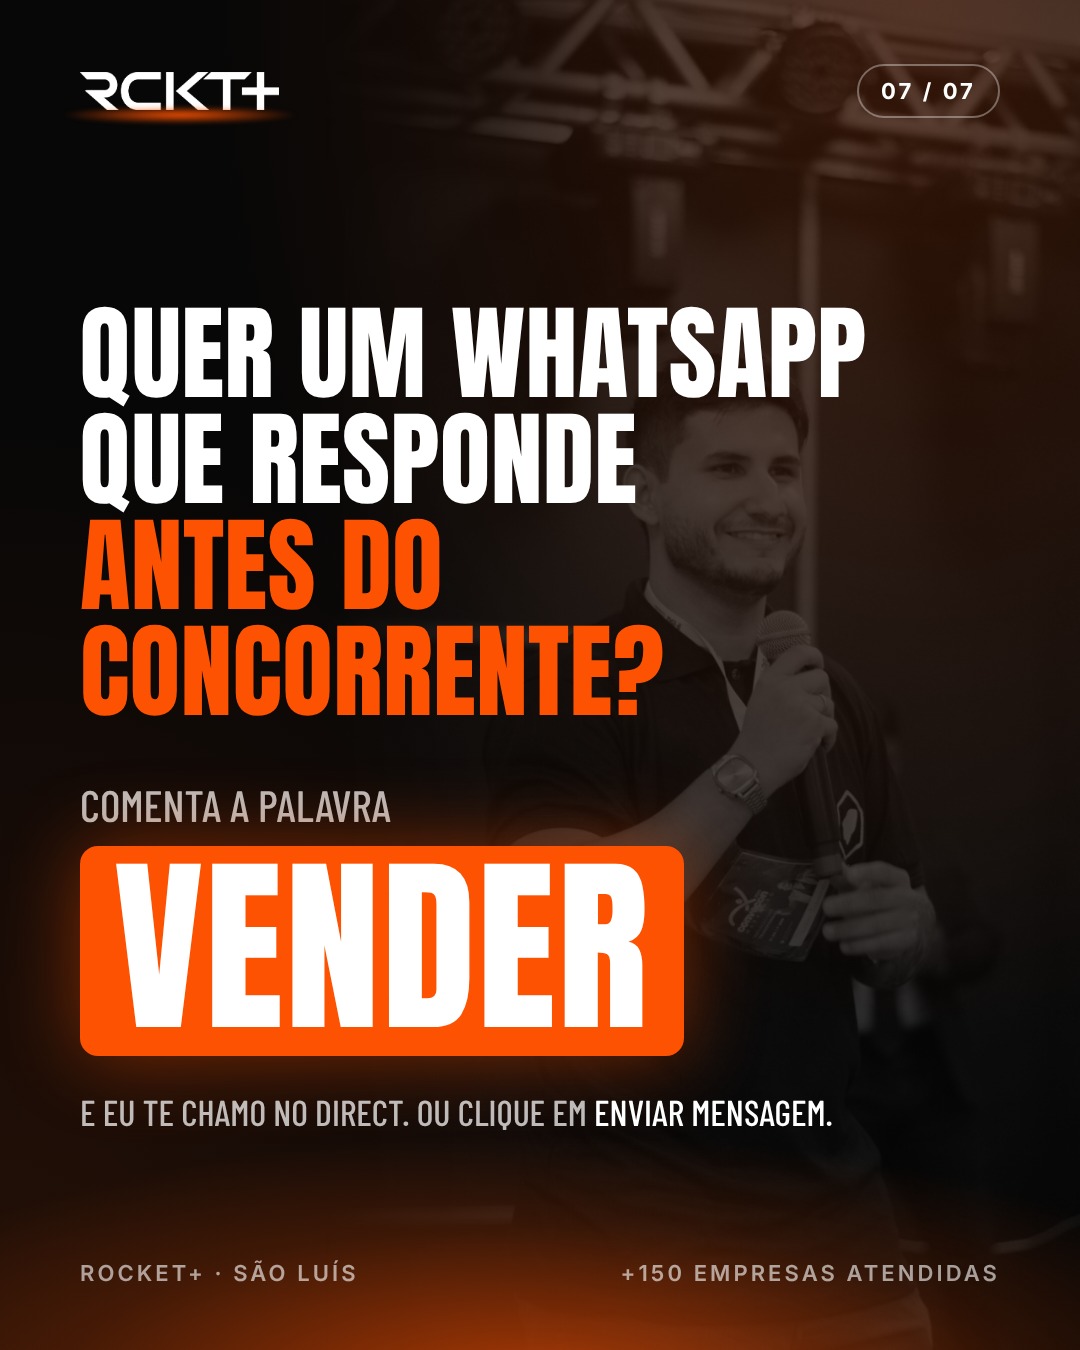 RCKT+
07 / 07
QUER UM WHATSAPP
QUE RESPONDE
ANTES DO
CONCORRENTE?
COMENTA A PALAVRA
VENDER
E EU TE CHAMO NO DIRECT. OU CLIQUE EM ENVIAR MENSAGEM.
ROCKET+ · SÃO LUÍS
+150 EMPRESAS ATENDIDAS